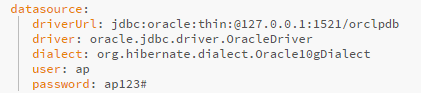 datasource:
driverUrl: jdbc:oracle:thin:@127.0.0.1:1521/orclpdb
driver: oracle.jdbc.driver.OracleDriver
dialect: org.hibernate.dialect.Oracle10gDialect
user: ap
password: ap123#